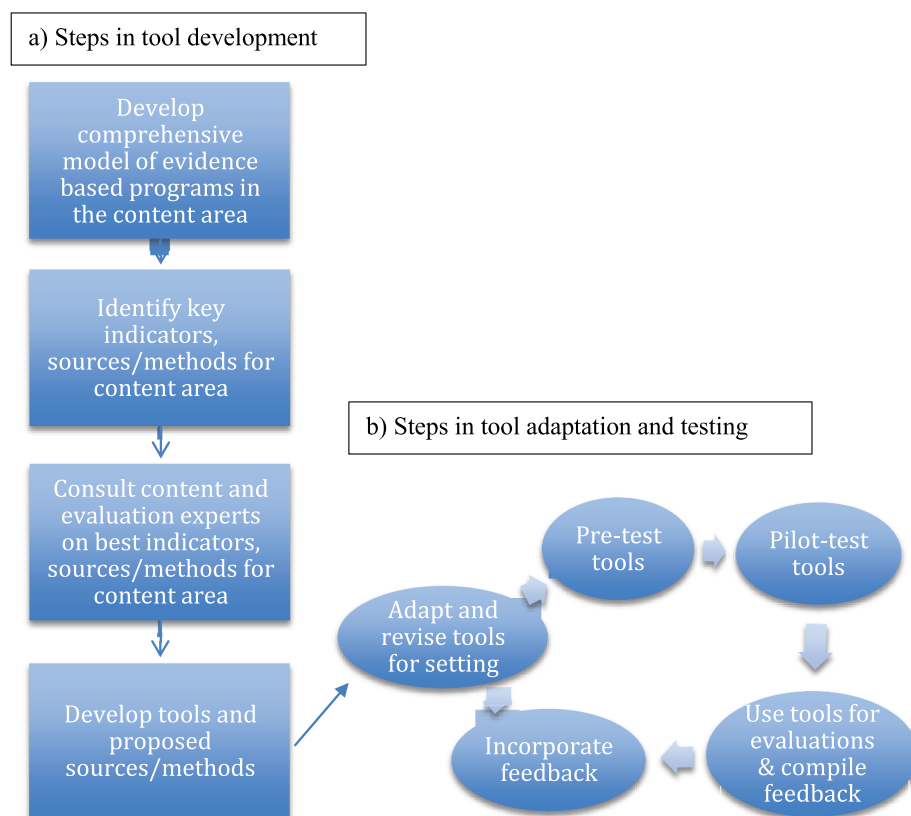 a) Steps in tool development
Develop
comprehensive
model of evidence
based programs in
the content area
Identify key
indicators,
sources/methods for
content area
Consult content and
evaluation experts
on best indicators,
sources/methods for
content area
Develop tools and
proposed
sources/methods
b) Steps in tool adaptation and testing
Adapt and
revise tools
for setting
Pre-test
tools
Pilot-test
tools
Use tools for
evaluations
& compile
feedback
Incorporate
feedback